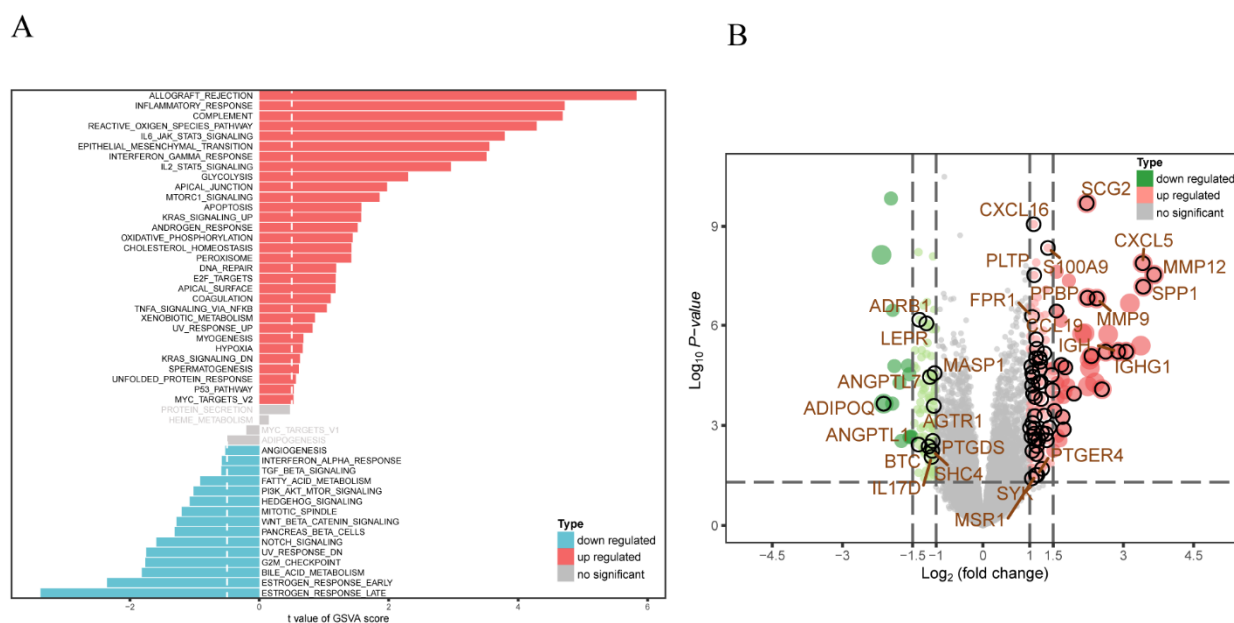 A
B
ALLOGRAFT_REJECTION
INFLAMMATORY_RESPONSE
COMPLEMENT
REACTIVE_OXIGEN_SPECIES_PATHWAY
IL6_JAK_STAT3_SIGNALING
EPITHELIAL_MESENCHYMAL_TRANSITION
INTERFERON_GAMMA_RESPONSE
IL2_STAT5_SIGNALING
GLYCOLYSIS
APICAL_JUNCTION
MTORC1_SIGNALING
APOPTOSIS
KRAS_SIGNALING_UP
ANDROGEN_RESPONSE
OXIDATIVE_PHOSPHORYLATION
CHOLESTEROL_HOMEOSTASIS
PEROXISOME
DNA_REPAIR
E2F_TARGETS
APICAL_SURFACE
COAGULATION
TNFA_SIGNALING_VIA_NFKB
XENOBIOTIC_METABOLISM
UV_RESPONSE_UP
MYOGENESIS
HYPOXIA
KRAS_SIGNALING_DN
SPERMATOGENESIS
UNFOLDED_PROTEIN_RESPONSE
P53_PATHWAY
MYC_TARGETS_V2
PROTEIN_SECRETION
HEME_METABOLISM
MYC_TARGETS_V1
ADIPOGENESIS
ANGIOGENESIS
INTERFERON_ALPHA_RESPONSE
TGF_BETA_SIGNALING
FATTY_ACID_METABOLISM
PI3K_AKT_MTOR_SIGNALING
HEDGEHOG_SIGNALING
MITOTIC_SPINDLE
WNT_BETA_CATENIN_SIGNALING
PANCREAS_BETA_CELLS
NOTCH_SIGNALING
UV_RESPONSE_DN
G2M_CHECKPOINT
BILE_ACID_METABOLISM
ESTROGEN_RESPONSE_EARLY
ESTROGEN_RESPONSE_LATE
Type
down regulated
up regulated
no significant
−2 0 2 4 6
t value of GSVA score
Type
down regulated
up regulated
no significant
SCG2
CXCL16
CXCL5
PLTP
S100A9
MMP12
FPR1
PPBP
SPP1
ADRB1
MMP9
CCL19
LEPR
IGH
MASP1
IGHG1
ANGPTL7
ADIPOQ
AGTR1
ANGPTL1
PTGDS
PTGER4
BTC
SHC4
IL17D
SYK
MSR1
9
6
3
0
Log10 P-value
−4.5 −3 −1.5 −1 0 1 1.5 3 4.5
Log2 (fold change)